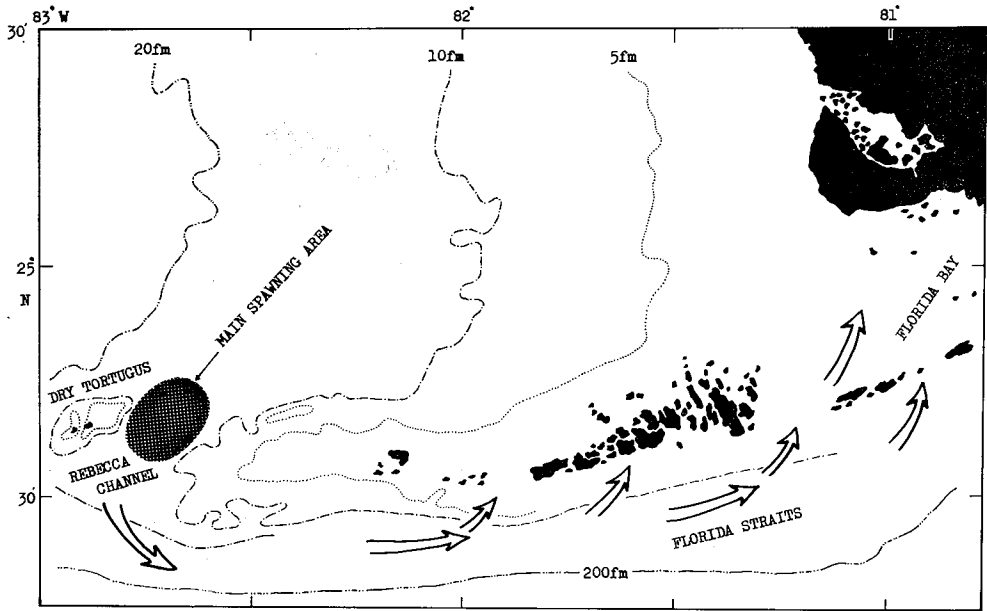 83° W
82°
81°
30′
20fm
10fm
5fm
MAIN SPAWNING AREA
25°
N
FLORIDA BAY
DRY TORTUGUS
REBECCA
CHANNEL
30′
FLORIDA STRAITS
200fm